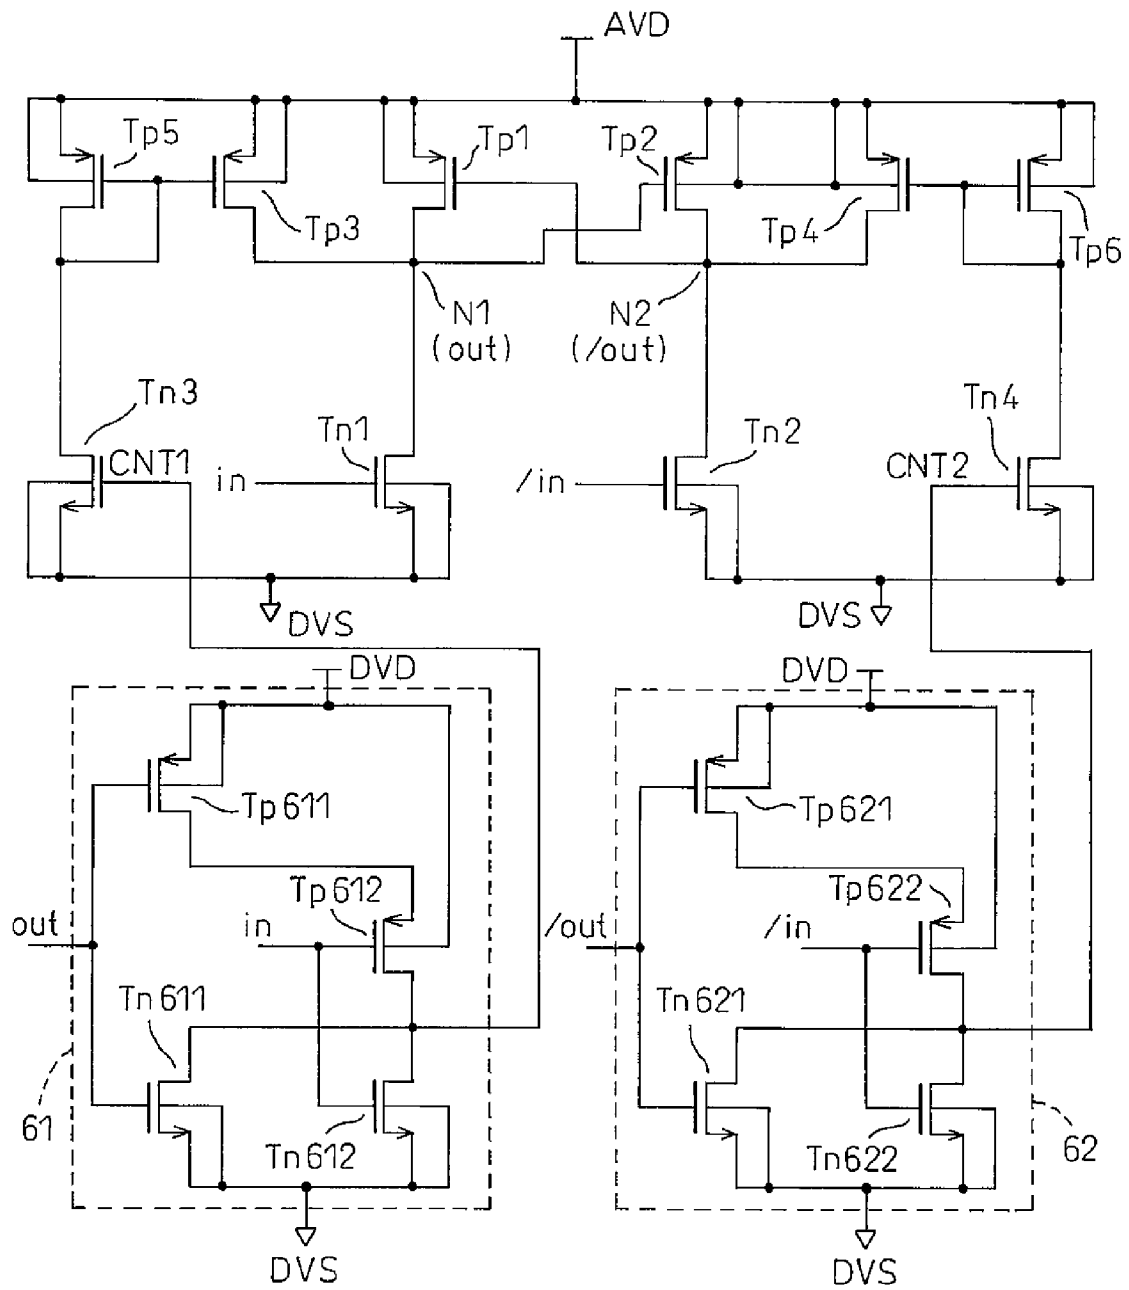 AVD
Tp5
Tp1
Tp2
Tp3
Tp4
Tp6
N1
(out)
N2
(/out)
Tn3
Tn1
Tn2
Tn4
CNT1
in
/in
CNT2
DVS
DVS
DVD
DVD
Tp611
Tp621
Tp612
Tp622
out
in
/out
/in
Tn611
Tn621
61
Tn612
Tn622
62
DVS
DVS